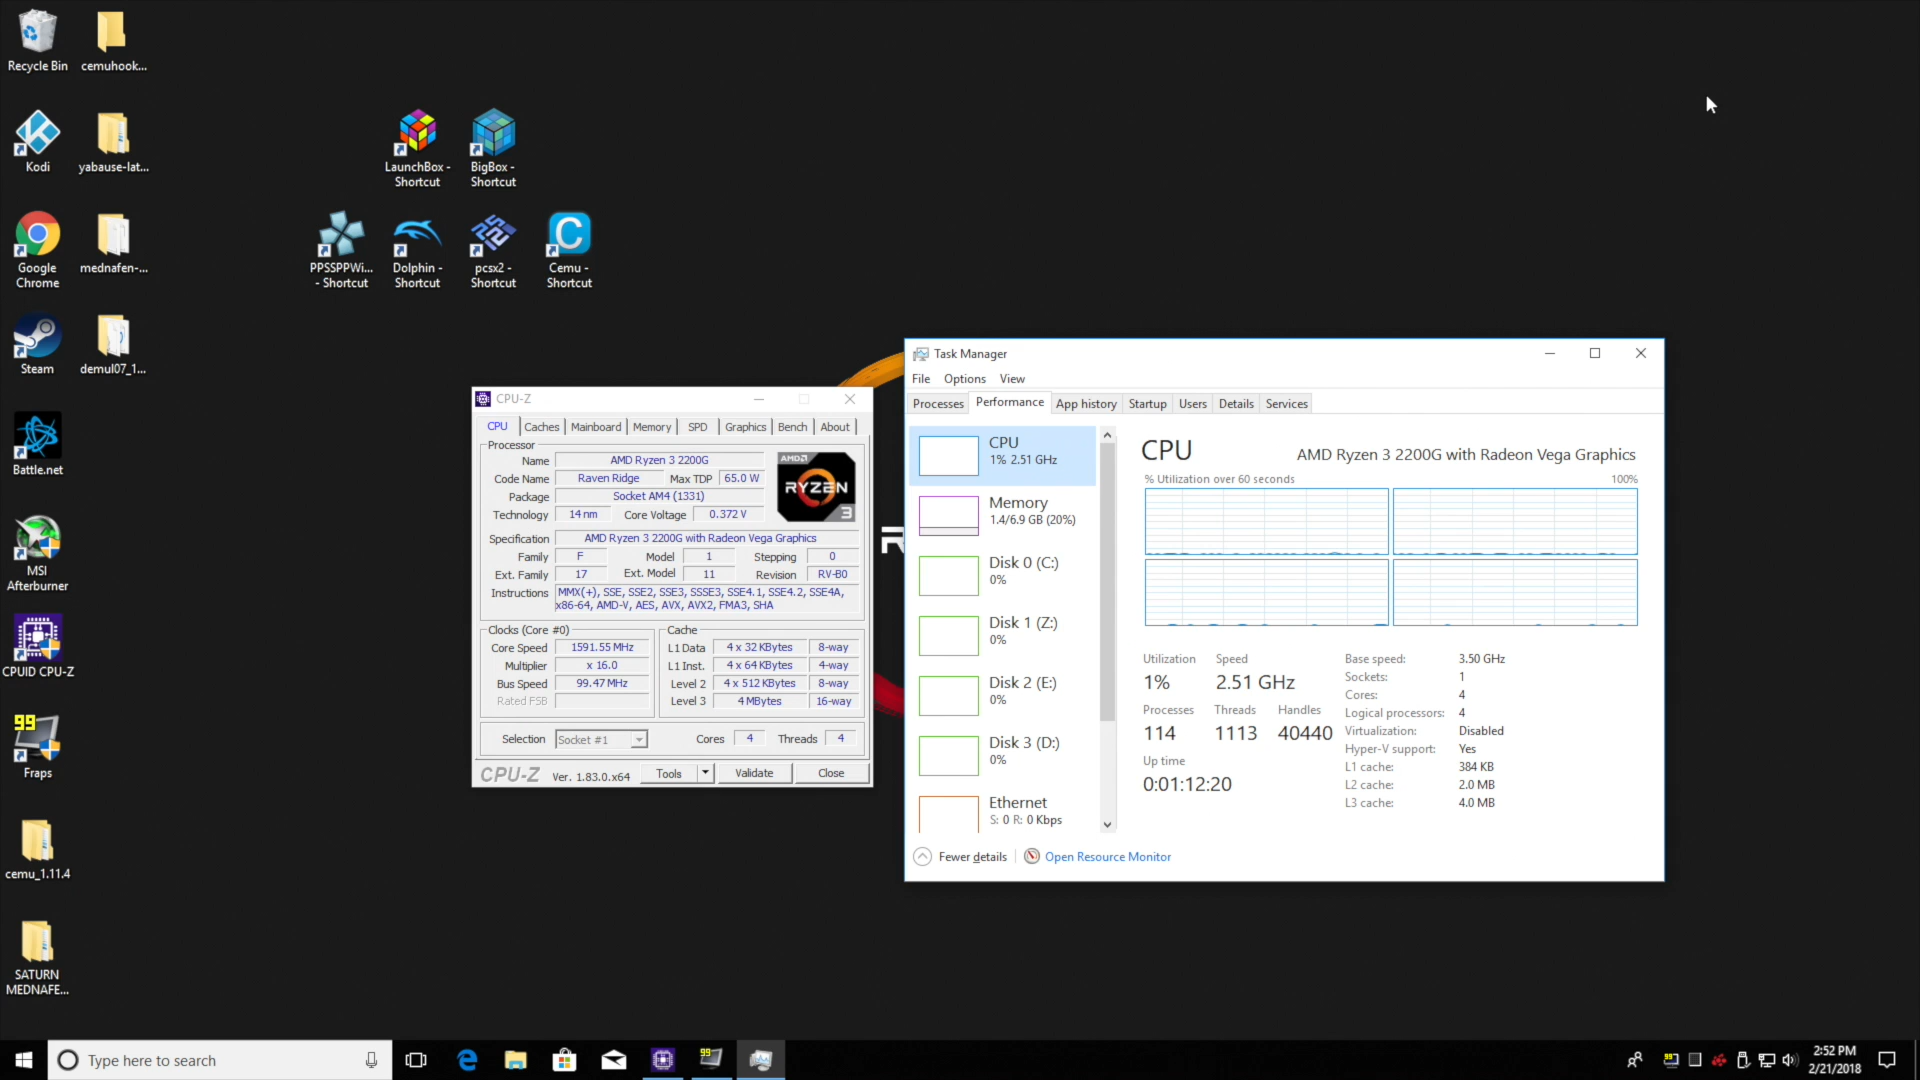 Recycle Bin
cemuhook...
Kodi
yabause-lat...
Google
Chrome
mednafen-...
Steam
demul07_1...
Battle.net
MSI
Afterburner
CPUID CPU-Z
99
Fraps
cemu_1.11.4
SATURN
MEDNAFE...
LaunchBox -
Shortcut
BigBox -
Shortcut
PPSSPPWi...
- Shortcut
Dolphin -
Shortcut
pcsx2 -
Shortcut
Cemu -
Shortcut
CPU-Z
CPU Caches Mainboard Memory SPD Graphics Bench About
Processor
Name AMD Ryzen 3 2200G
Code Name Raven Ridge Max TDP 65.0 W
Package Socket AM4 (1331)
Technology 14 nm Core Voltage 0.372 V
AMD
RYZEN
3
Specification AMD Ryzen 3 2200G with Radeon Vega Graphics
Family F Model 1 Stepping 0
Ext. Family 17 Ext. Model 11 Revision RV-B0
Instructions MMX(+), SSE, SSE2, SSE3, SSSE3, SSE4.1, SSE4.2, SSE4A,
x86-64, AMD-V, AES, AVX, AVX2, FMA3, SHA
Clocks (Core #0)
Core Speed 1591.55 MHz
Multiplier x 16.0
Bus Speed 99.47 MHz
Rated FSB
Cache
L1 Data 4 x 32 KBytes 8-way
L1 Inst. 4 x 64 KBytes 4-way
Level 2 4 x 512 KBytes 8-way
Level 3 4 MBytes 16-way
Selection Socket #1 Cores 4 Threads 4
CPU-Z Ver. 1.83.0.x64 Tools Validate Close
R
Task Manager
File Options View
Processes Performance App history Startup Users Details Services
CPU
1% 2.51 GHz
Memory
1.4/6.9 GB (20%)
Disk 0 (C:)
0%
Disk 1 (Z:)
0%
Disk 2 (E:)
0%
Disk 3 (D:)
0%
Ethernet
S: 0 R: 0 Kbps
CPU AMD Ryzen 3 2200G with Radeon Vega Graphics
% Utilization over 60 seconds 100%
Utilization Speed
1% 2.51 GHz
Processes Threads Handles
114 1113 40440
Up time
0:01:12:20
Base speed: 3.50 GHz
Sockets: 1
Cores: 4
Logical processors: 4
Virtualization: Disabled
Hyper-V support: Yes
L1 cache: 384 KB
L2 cache: 2.0 MB
L3 cache: 4.0 MB
Fewer details Open Resource Monitor
Type here to search
99
99
2:52 PM
2/21/2018